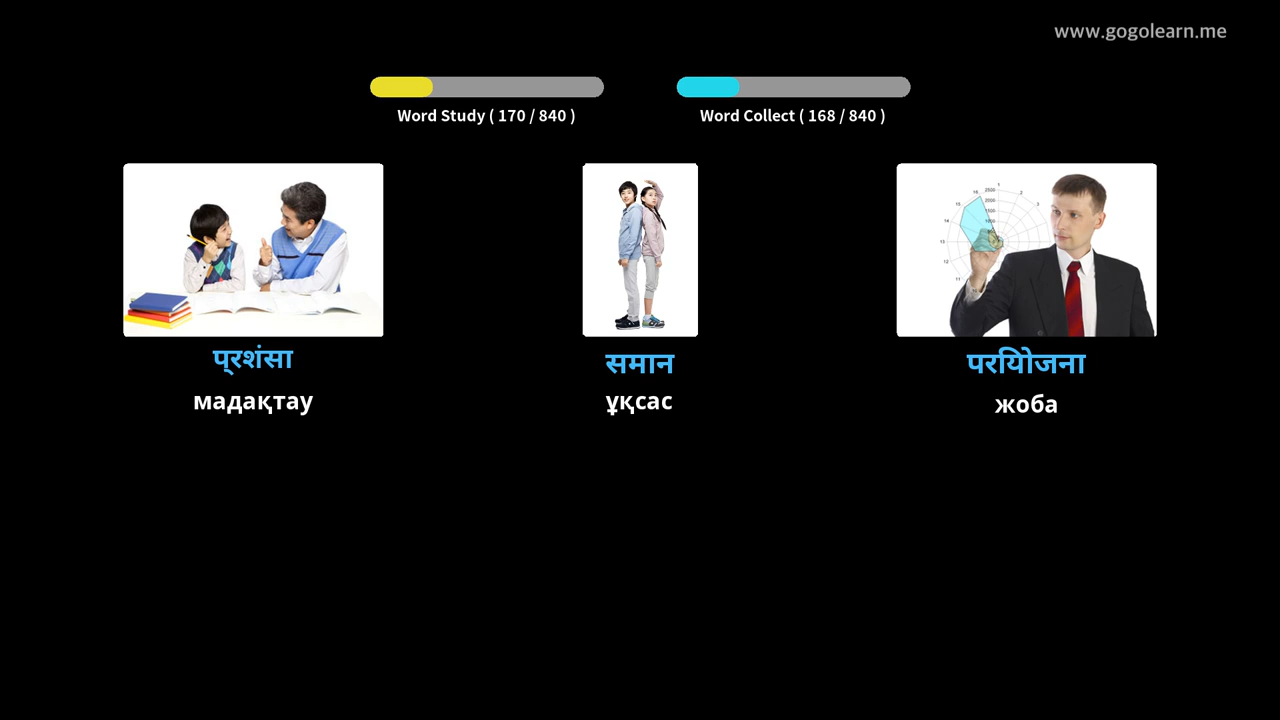 www.gogolearn.me
Word Study ( 170 / 840 )
Word Collect ( 168 / 840 )
प्रशंसा
समान
परियोजना
мадақтау
ұқсас
жоба